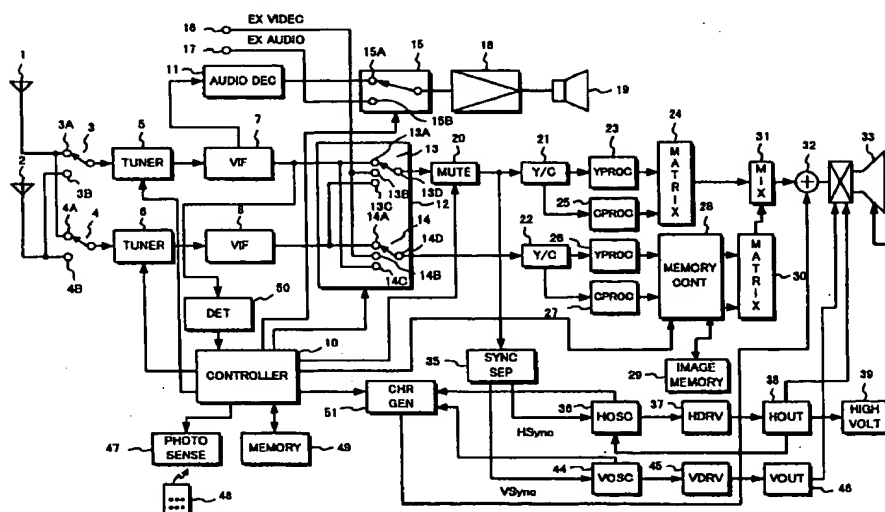 EX VIDEC
16
EX AUDIO
17
1
2
3A
3
3B
4A
4
4B
5
TUNER
6
TUNER
7
VIF
8
VIF
11
AUDIO DEC
15A
15
15B
18
19
13A
13
13B
13C
13D
12
14A
14
14D
14B
14C
20
MUTE
21
Y/C
22
Y/C
23
YPROC
25
CPROC
24
MATRIX
26
YPROC
27
CPROC
28
MEMORY
CONT
29
IMAGE
MEMORY
MATRIX
30
31
MIX
32
33
DET
50
10
CONTROLLER
47
PHOTO
SENSE
48
MEMORY
49
35
SYNC
SEP
CHR
GEN
51
HSync
VSync
36
HOSC
37
HDRV
38
HOUT
39
HIGH
VOLT
44
VOSC
45
VDRV
VOUT
46